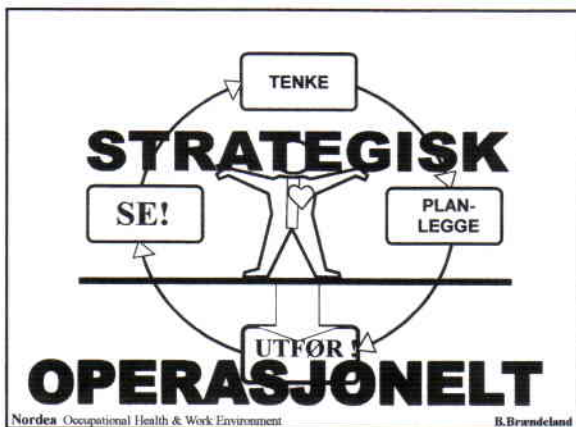 TENKE
STRATEGISK
SE!
PLAN-
LEGGE
UTFØR !
OPERASJONELT
Nordea Occupational Health & Work Environment
B.Brændeland